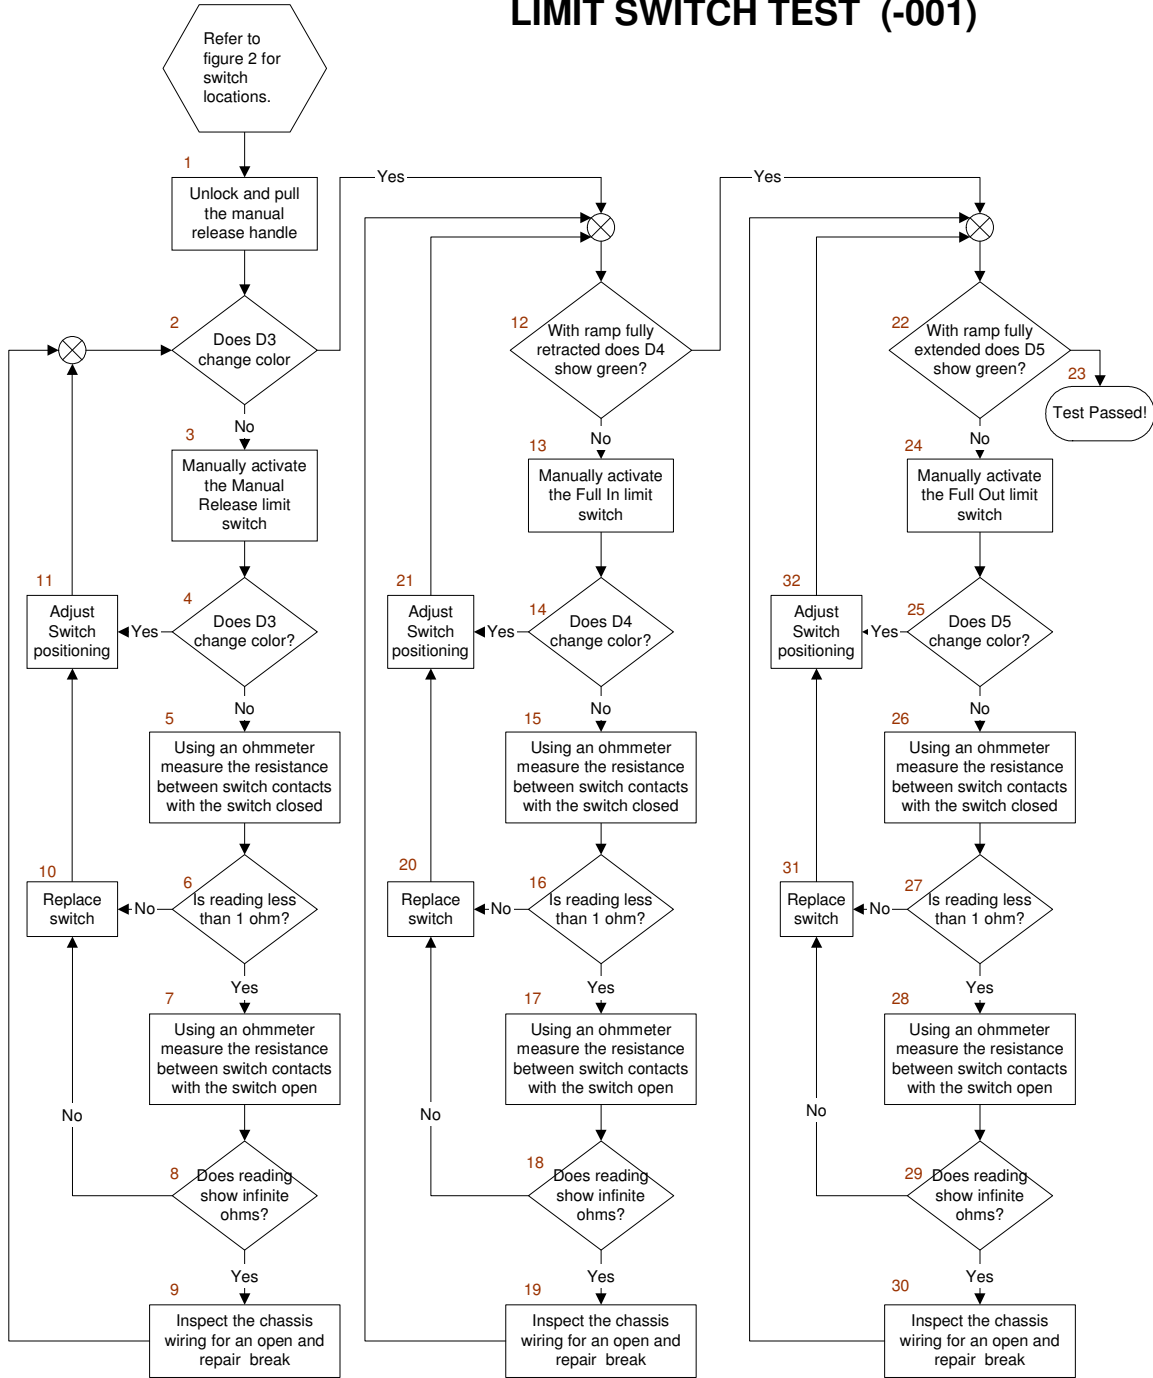 LIMIT SWITCH TEST (-001)
Refer to
figure 2 for
switch
locations.
1
Unlock and pull
the manual
release handle
2
Does D3
change color
Yes
No
3
Manually activate
the Manual
Release limit
switch
4
Does D3
change color?
Yes
11
Adjust
Switch
positioning
No
5
Using an ohmmeter
measure the resistance
between switch contacts
with the switch closed
6
Is reading less
than 1 ohm?
No
10
Replace
switch
Yes
7
Using an ohmmeter
measure the resistance
between switch contacts
with the switch open
8
Does reading
show infinite
ohms?
No
Yes
9
Inspect the chassis
wiring for an open and
repair break
12
With ramp fully
retracted does D4
show green?
Yes
No
13
Manually activate
the Full In limit
switch
14
Does D4
change color?
Yes
21
Adjust
Switch
positioning
No
15
Using an ohmmeter
measure the resistance
between switch contacts
with the switch closed
16
Is reading less
than 1 ohm?
No
20
Replace
switch
Yes
17
Using an ohmmeter
measure the resistance
between switch contacts
with the switch open
18
Does reading
show infinite
ohms?
No
Yes
19
Inspect the chassis
wiring for an open and
repair break
22
With ramp fully
extended does D5
show green?
23
Test Passed!
No
24
Manually activate
the Full Out limit
switch
25
Does D5
change color?
Yes
32
Adjust
Switch
positioning
No
26
Using an ohmmeter
measure the resistance
between switch contacts
with the switch closed
27
Is reading less
than 1 ohm?
No
31
Replace
switch
Yes
28
Using an ohmmeter
measure the resistance
between switch contacts
with the switch open
29
Does reading
show infinite
ohms?
No
Yes
30
Inspect the chassis
wiring for an open and
repair break